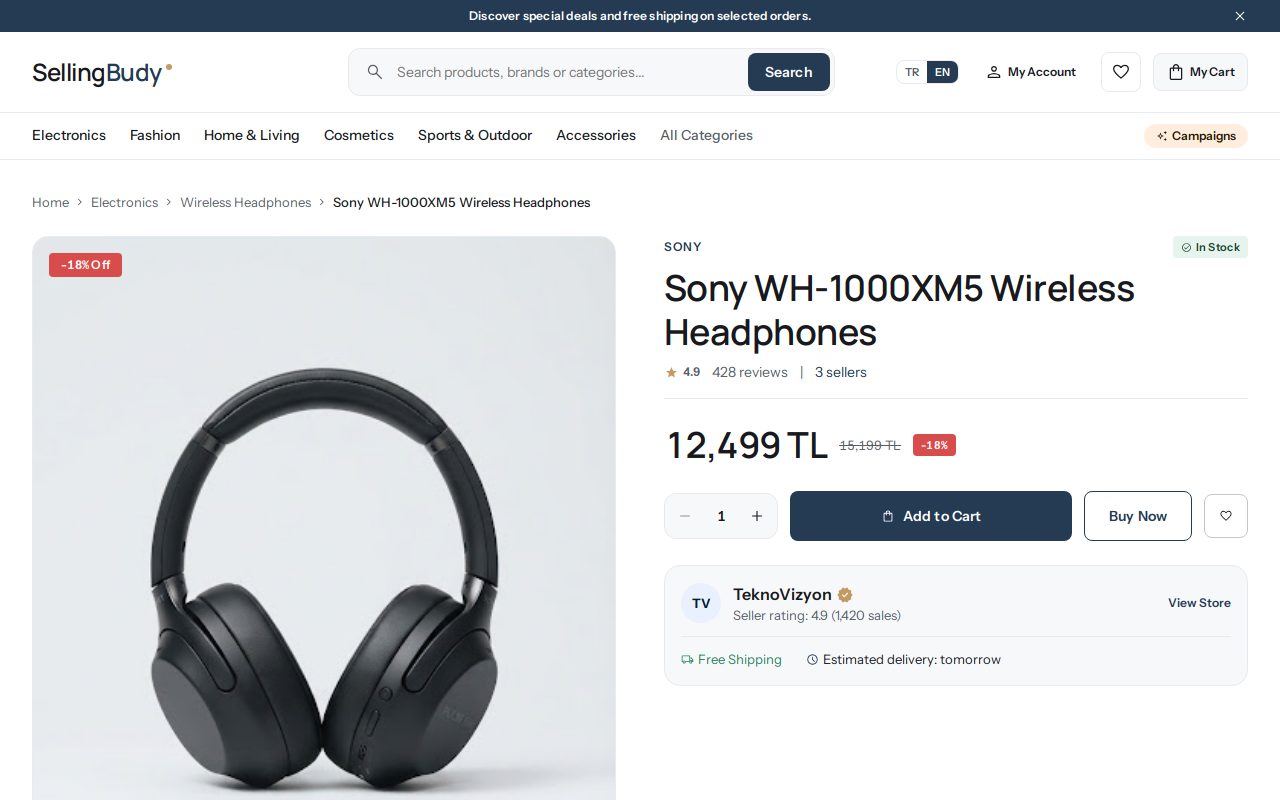 Discover special deals and free shipping on selected orders.
SellingBudy
Search products, brands or categories...
Search
TR
EN
My Account
My Cart
Electronics
Fashion
Home & Living
Cosmetics
Sports & Outdoor
Accessories
All Categories
Campaigns
Home > Electronics > Wireless Headphones > Sony WH-1000XM5 Wireless Headphones
-18% Off
SONY
In Stock
Sony WH-1000XM5 Wireless
Headphones
4.9
428 reviews | 3 sellers
12,499 TL
15,199 TL
-18%
1
Add to Cart
Buy Now
TV
TeknoVizyon
Seller rating: 4.9 (1,420 sales)
View Store
Free Shipping
Estimated delivery: tomorrow